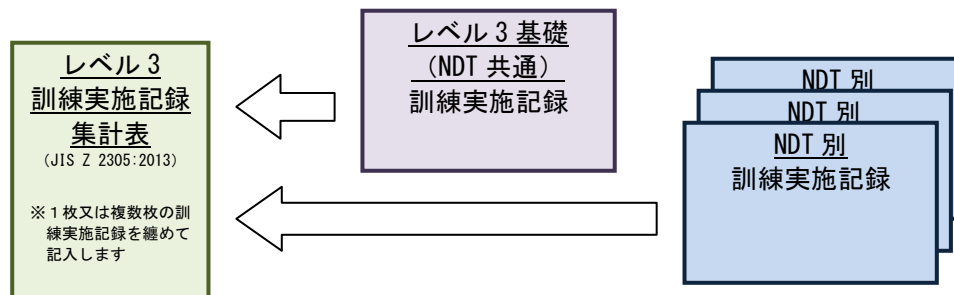 レベル 3
訓練実施記録
集計表
(JIS Z 2305:2013)
※１枚又は複数枚の訓
練実施記録を纏めて
記入します
レベル 3 基礎
（NDT 共通）
訓練実施記録
NDT 別
NDT 別
NDT 別
訓練実施記録